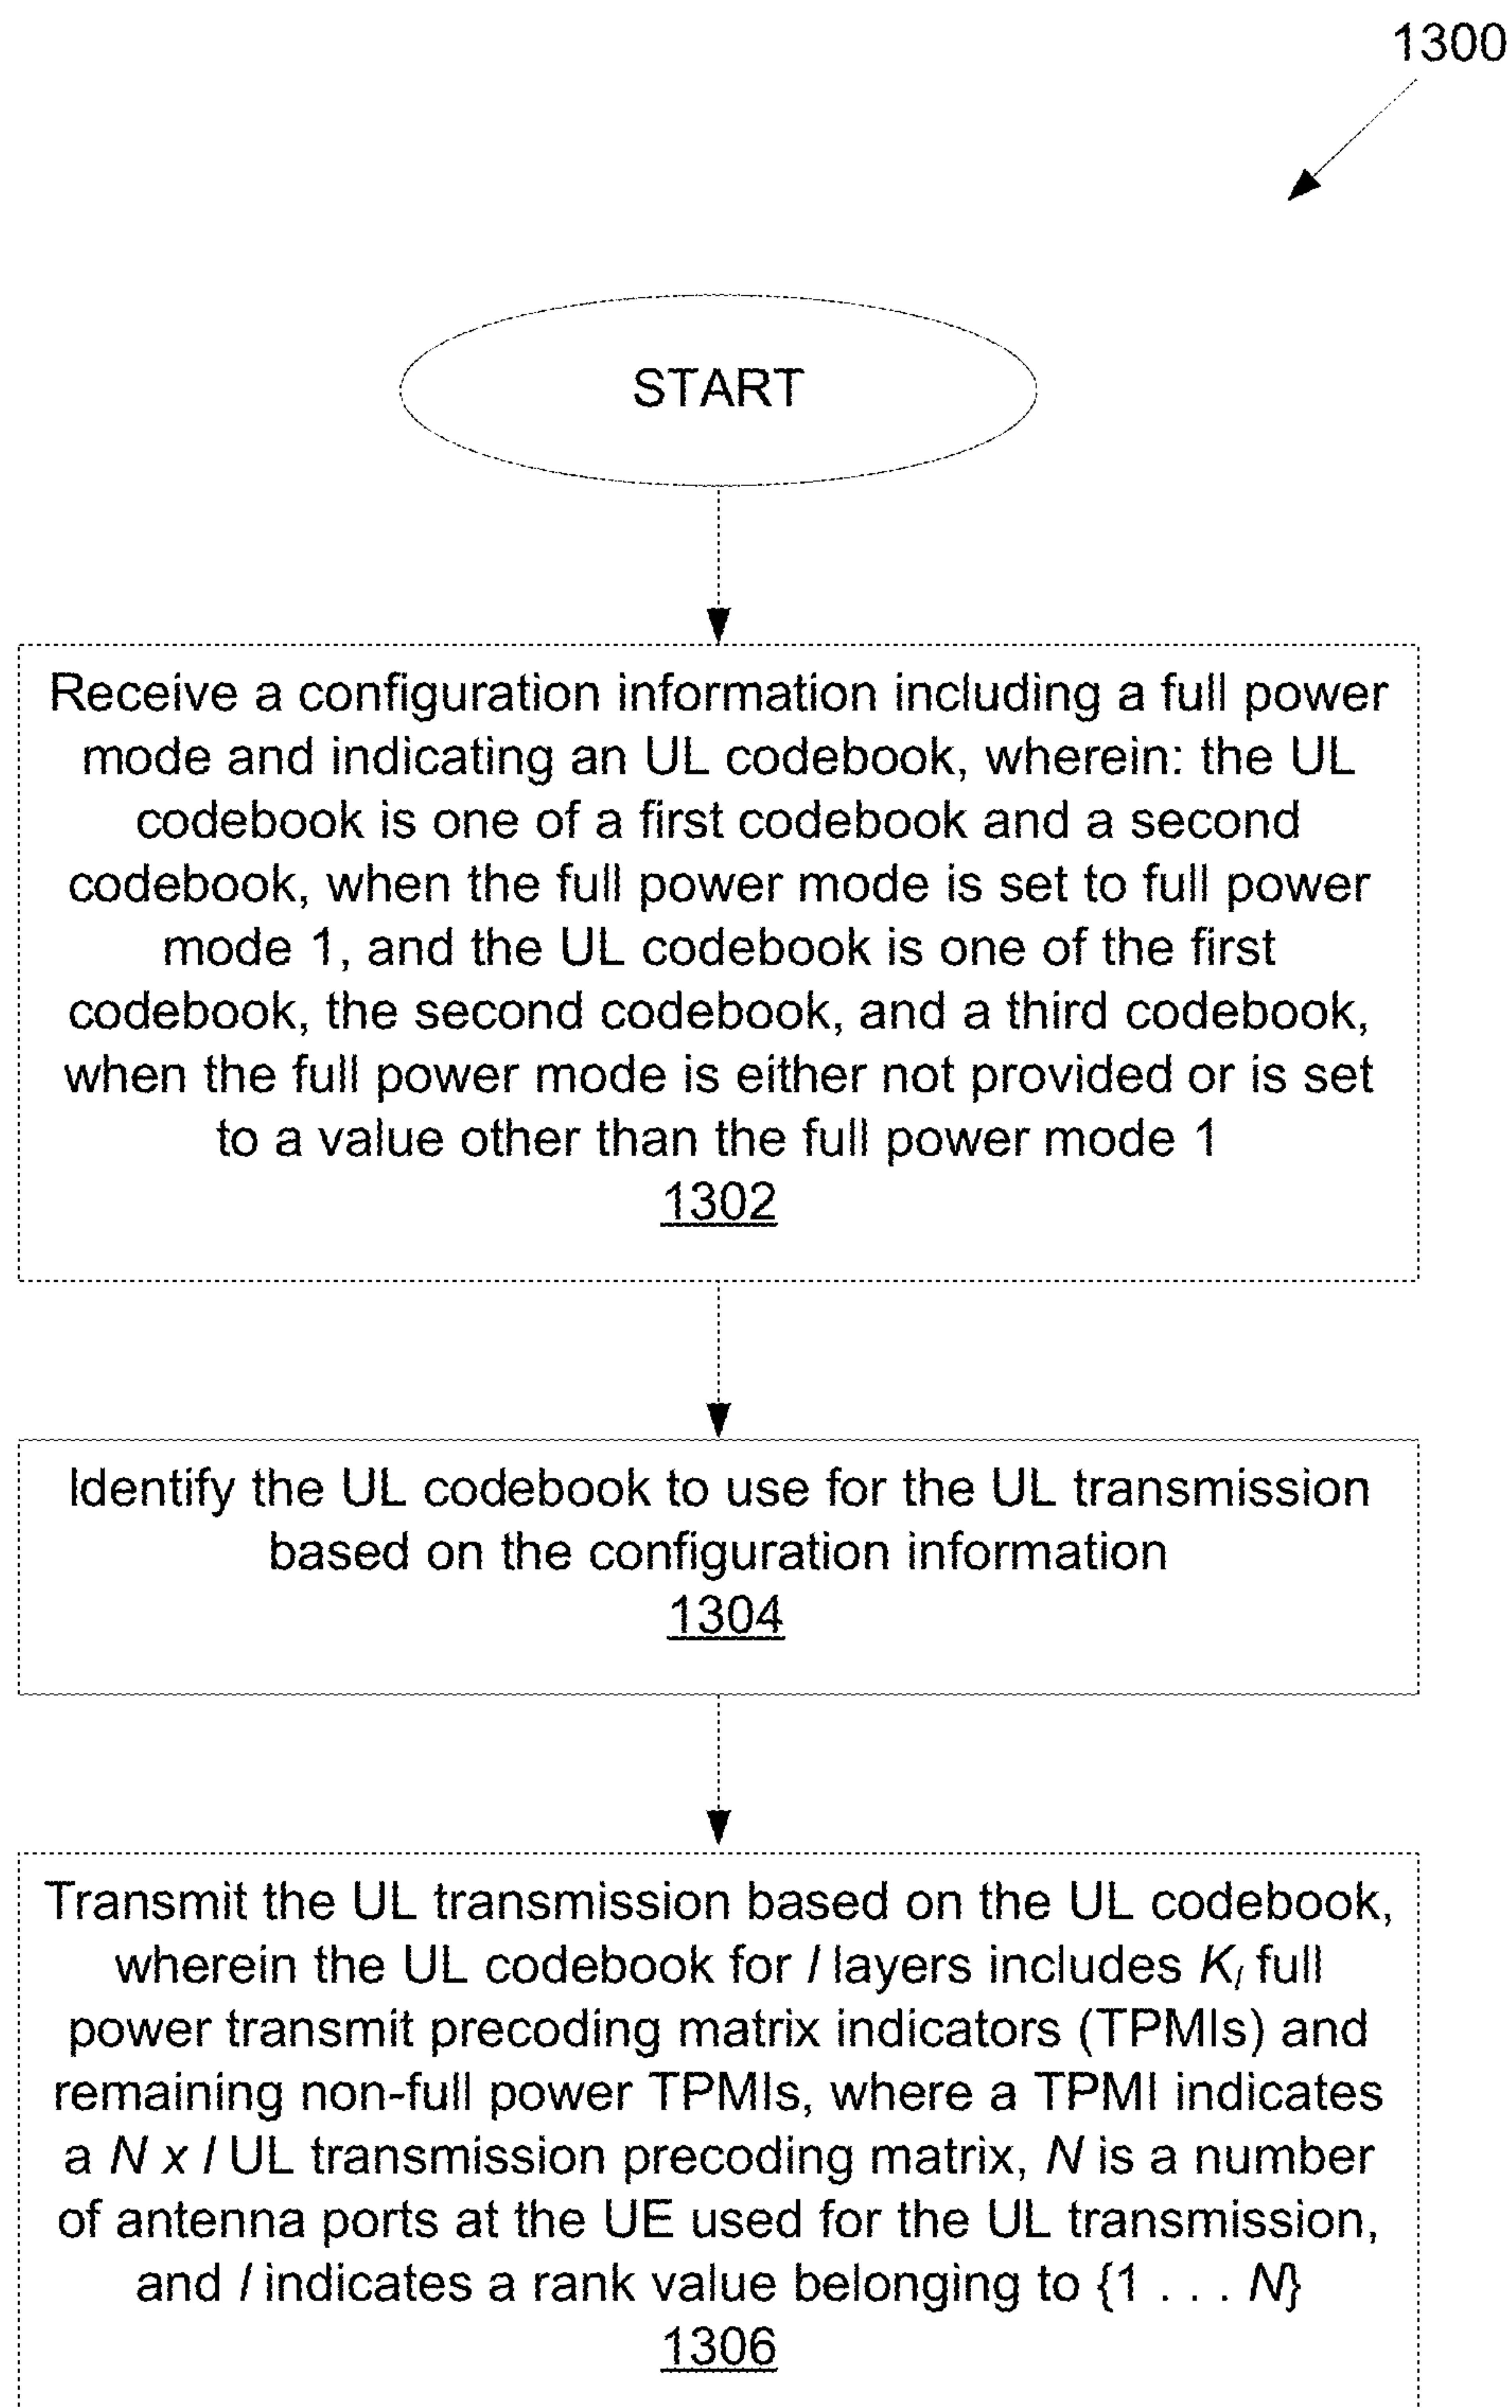 1300
START
Receive a configuration information including a full power
mode and indicating an UL codebook, wherein: the UL
codebook is one of a first codebook and a second
codebook, when the full power mode is set to full power
mode 1, and the UL codebook is one of the first
codebook, the second codebook, and a third codebook,
when the full power mode is either not provided or is set
to a value other than the full power mode 1
1302
Identify the UL codebook to use for the UL transmission
based on the configuration information
1304
Transmit the UL transmission based on the UL codebook,
wherein the UL codebook for l layers includes Kₗ full
power transmit precoding matrix indicators (TPMIs) and
remaining non-full power TPMIs, where a TPMI indicates
a N x l UL transmission precoding matrix, N is a number
of antenna ports at the UE used for the UL transmission,
and l indicates a rank value belonging to {1 . . . N}
1306